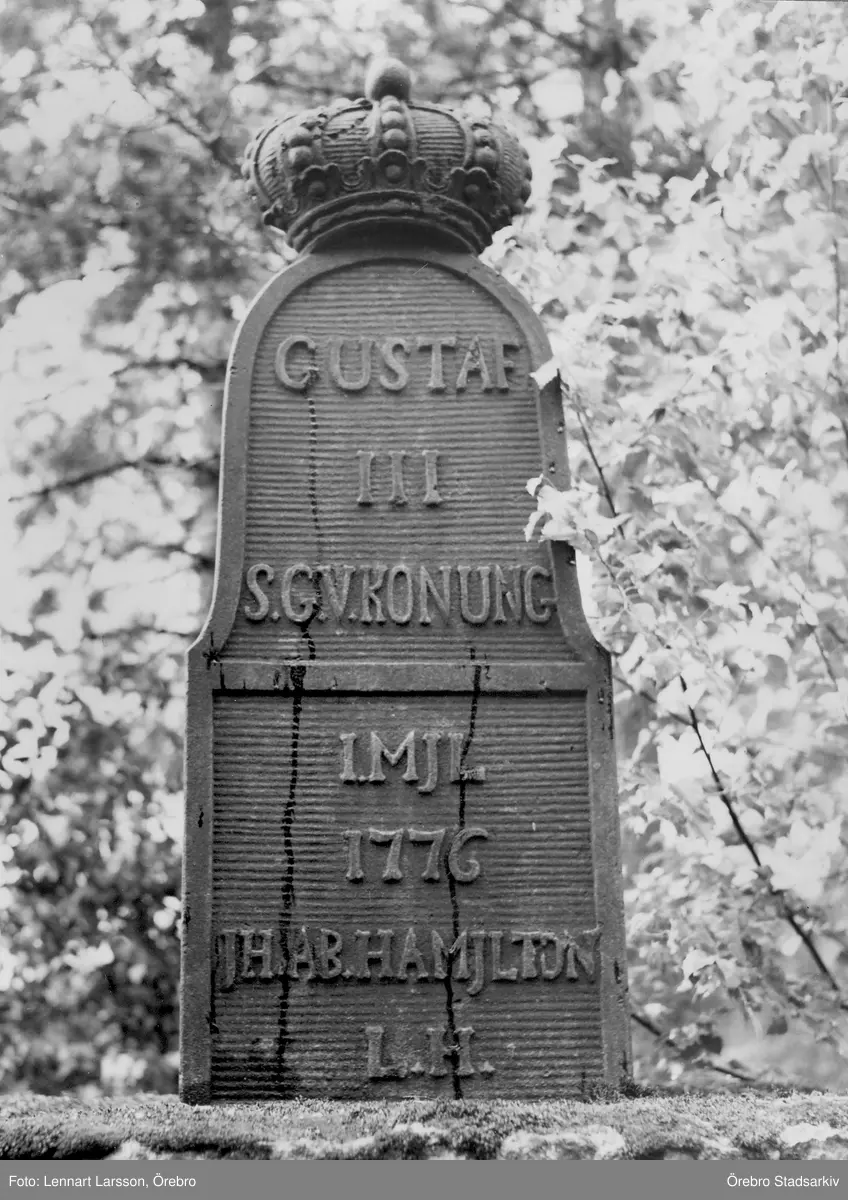 GUSTAF
III
S.G.V.KONUNG
I.MJL
1776
JH.AB.HAMJLTON
L.H.
Foto: Lennart Larsson, Örebro
Örebro Stadsarkiv